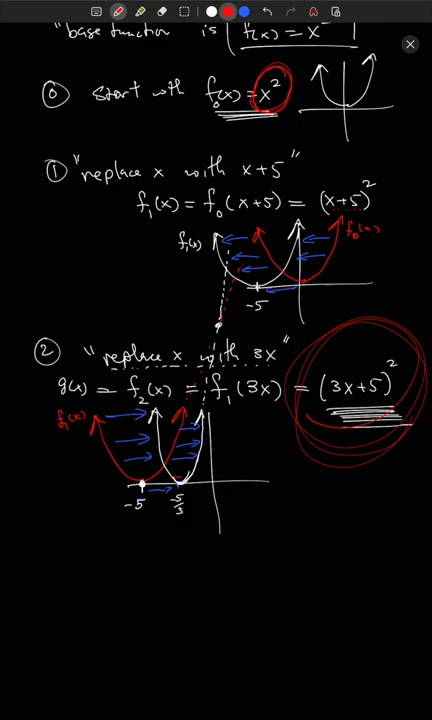 "base function is f(x) = x²
⓪ start with f₀(x) = x²
① "replace x with x+5"
f₁(x) = f₀(x+5) = (x+5)²
f₁(x)
f₀(x)
-5
② "replace x with 3x"
g(x) = f₂(x) = f₁(3x) = (3x+5)²
f₁(x)
-5
-5/3